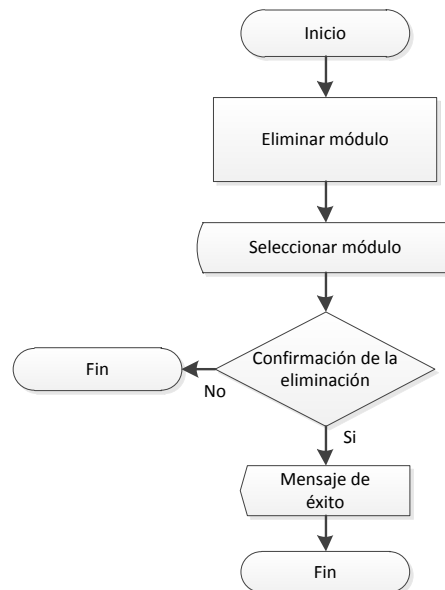 Inicio
Eliminar módulo
Seleccionar módulo
Confirmación de la
eliminación
Fin
No
Si
Mensaje de
éxito
Fin